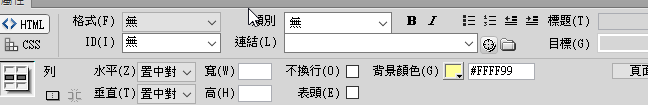 屬性
HTML 格式(F) 無 類別 無 B I 標題(T)
CSS ID(I) 無 連結(L) 目標(G)
列 水平(Z) 置中對 寬(W) 不換行(O) 背景顏色(G) #FFFF99 頁面
垂直(T) 置中對 高(H) 表頭(E)